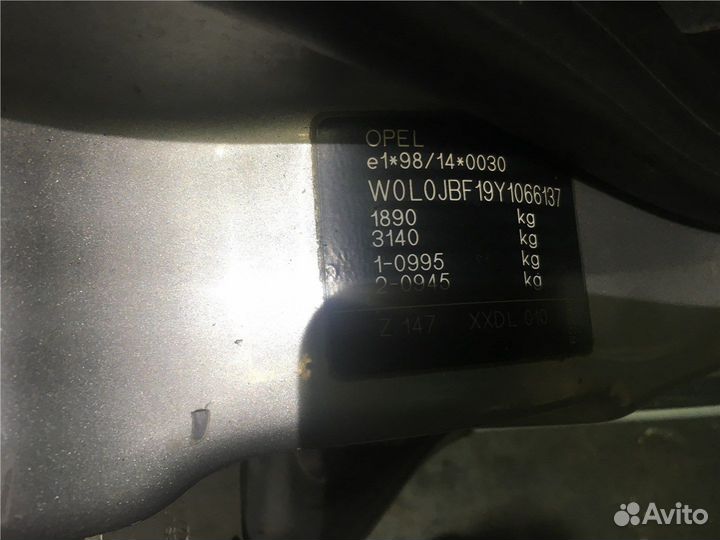 OPEL
e1*98/14*0030
W0L0JBF19Y1066137
1890 kg
3140 kg
1-0995 kg
2-0945 kg
Z 147 XXDL 010
Avito